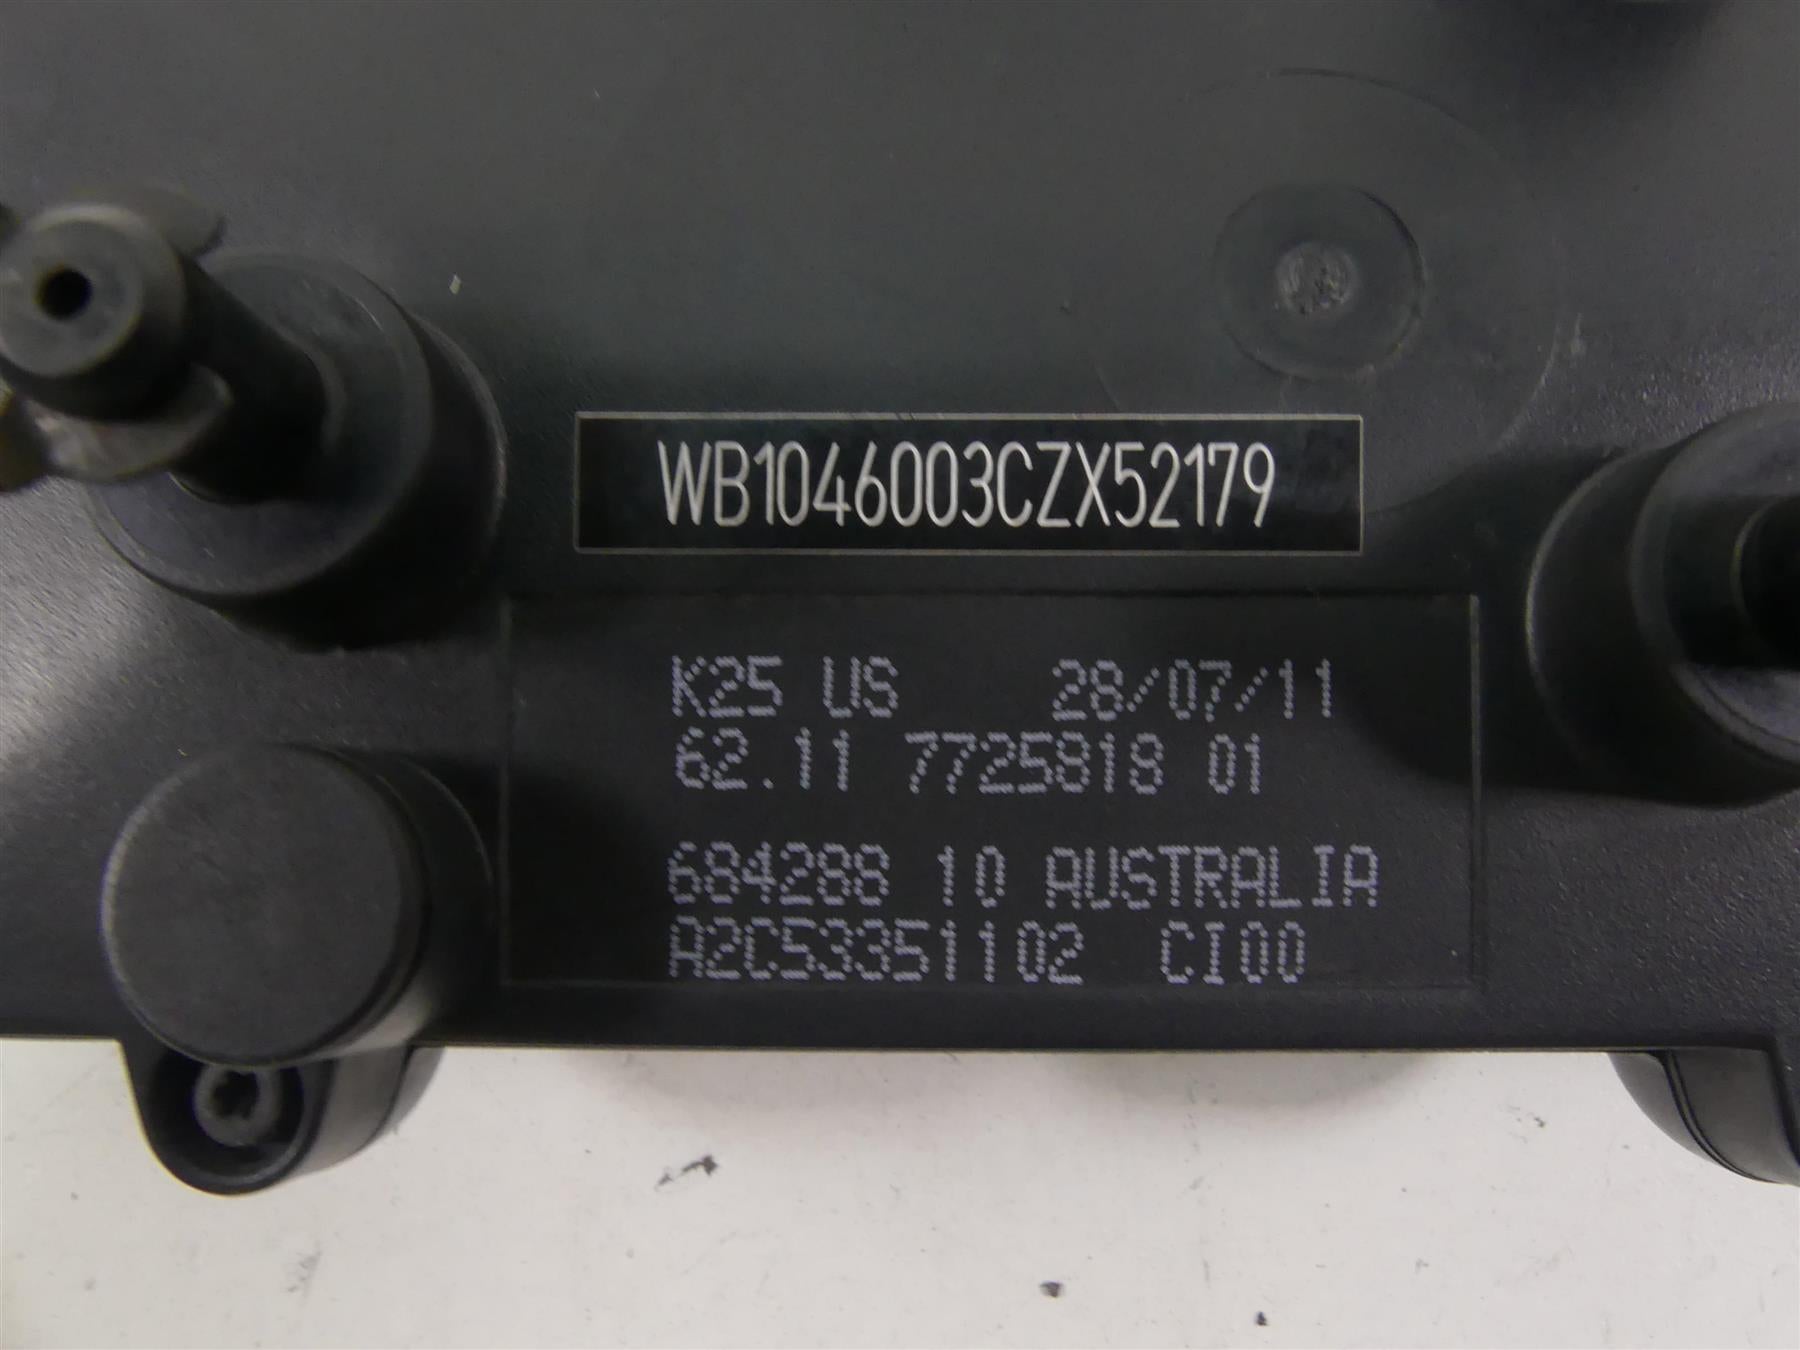 WB1046003CZX52179
K25 US 28/07/11
62.11 7725818 01
684288 10 AUSTRALIA
A2C53351102 CI00